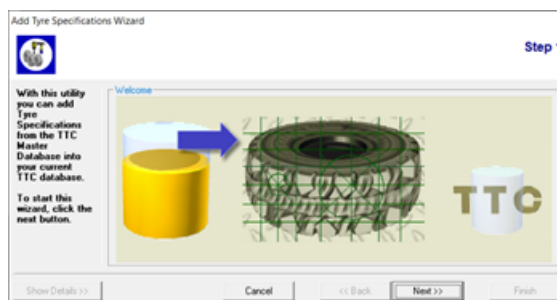 Add Tyre Specifications Wizard
Step
With this utility
you can add
Tyre
Specifications
from the TTC
Master
Database into
your current
TTC database.
To start this
wizard, click the
next button.
Welcome
TTC
Show Details >>
Cancel
<< Back
Next >>
Finish